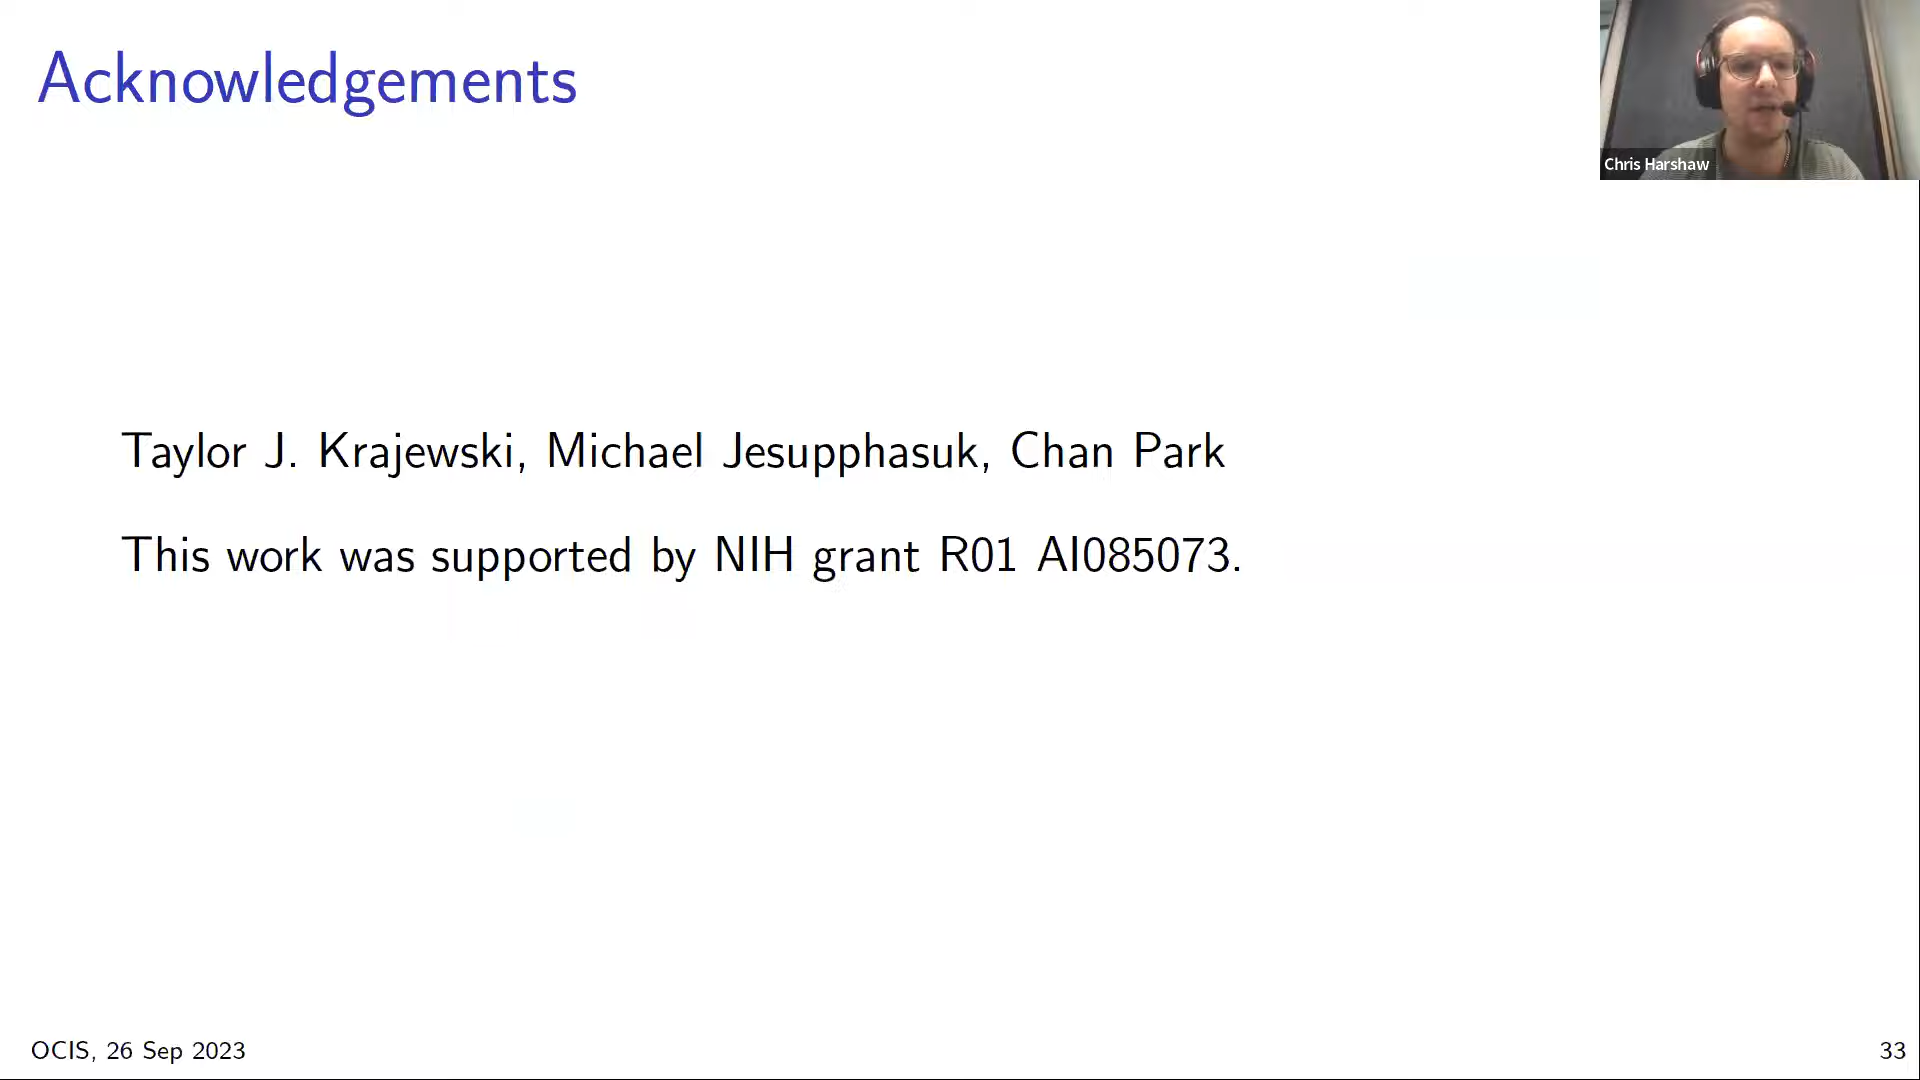 Acknowledgements
Chris Harshaw
Taylor J. Krajewski, Michael Jesupphasuk, Chan Park
This work was supported by NIH grant R01 AI085073.
OCIS, 26 Sep 2023
33